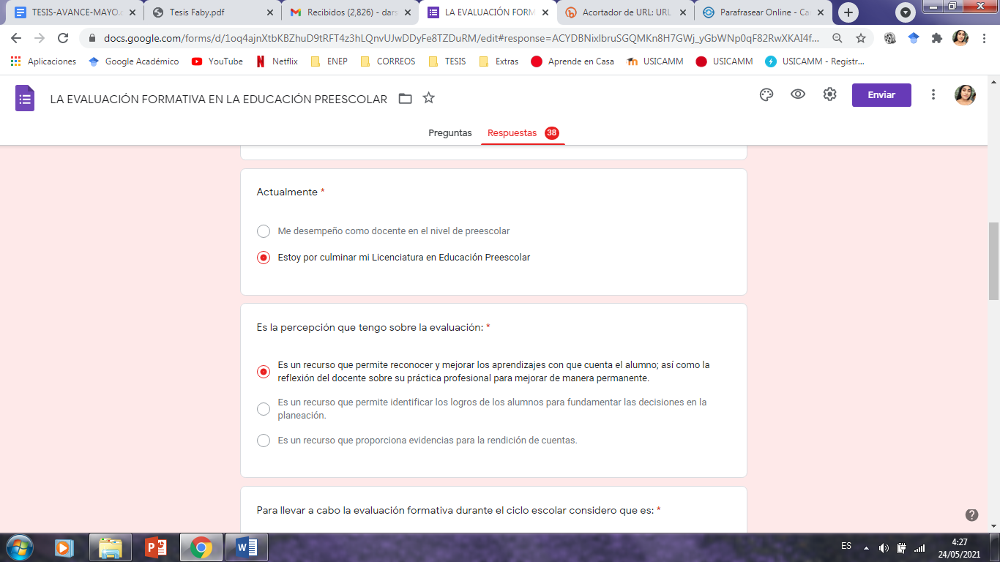 TESIS-AVANCE-MAYO.d
Tesis Faby.pdf
Recibidos (2,826) - dars
LA EVALUACIÓN FORM
Acortador de URL: URL
Parafrasear Online - Ca
docs.google.com/forms/d/1oq4ajnXtbKBZhuD9tRFT4z3hLQnvUJwDDyFe8TZDuRM/edit#response=ACYDBNixIbruSGQMKn8H7GWj_yGbWNp0qF82RwXKAI4f...
Aplicaciones
Google Académico
YouTube
Netflix
ENEP
CORREOS
TESIS
Extras
Aprende en Casa
USICAMM
USICAMM
USICAMM - Registr...
LA EVALUACIÓN FORMATIVA EN LA EDUCACIÓN PREESCOLAR
Enviar
Preguntas
Respuestas 38
Actualmente *
Me desempeño como docente en el nivel de preescolar
Estoy por culminar mi Licenciatura en Educación Preescolar
Es la percepción que tengo sobre la evaluación: *
Es un recurso que permite reconocer y mejorar los aprendizajes con que cuenta el alumno; así como la
reflexión del docente sobre su práctica profesional para mejorar de manera permanente.
Es un recurso que permite identificar los logros de los alumnos para fundamentar las decisiones en la
planeación.
Es un recurso que proporciona evidencias para la rendición de cuentas.
Para llevar a cabo la evaluación formativa durante el ciclo escolar considero que es: *
ES
4:27
24/05/2021